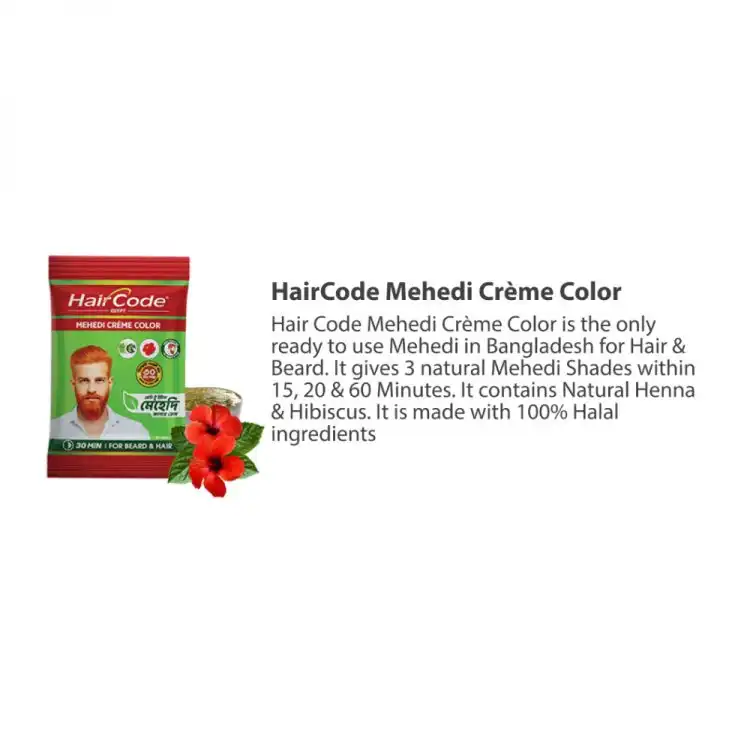 HairCode®
EGYPT
MEHEDI CRÉME COLOR
মেহেদি
30 MIN | FOR BEARD & HAIR
HairCode Mehedi Crème Color
Hair Code Mehedi Crème Color is the only
ready to use Mehedi in Bangladesh for Hair &
Beard. It gives 3 natural Mehedi Shades within
15, 20 & 60 Minutes. It contains Natural Henna
& Hibiscus. It is made with 100% Halal
ingredients